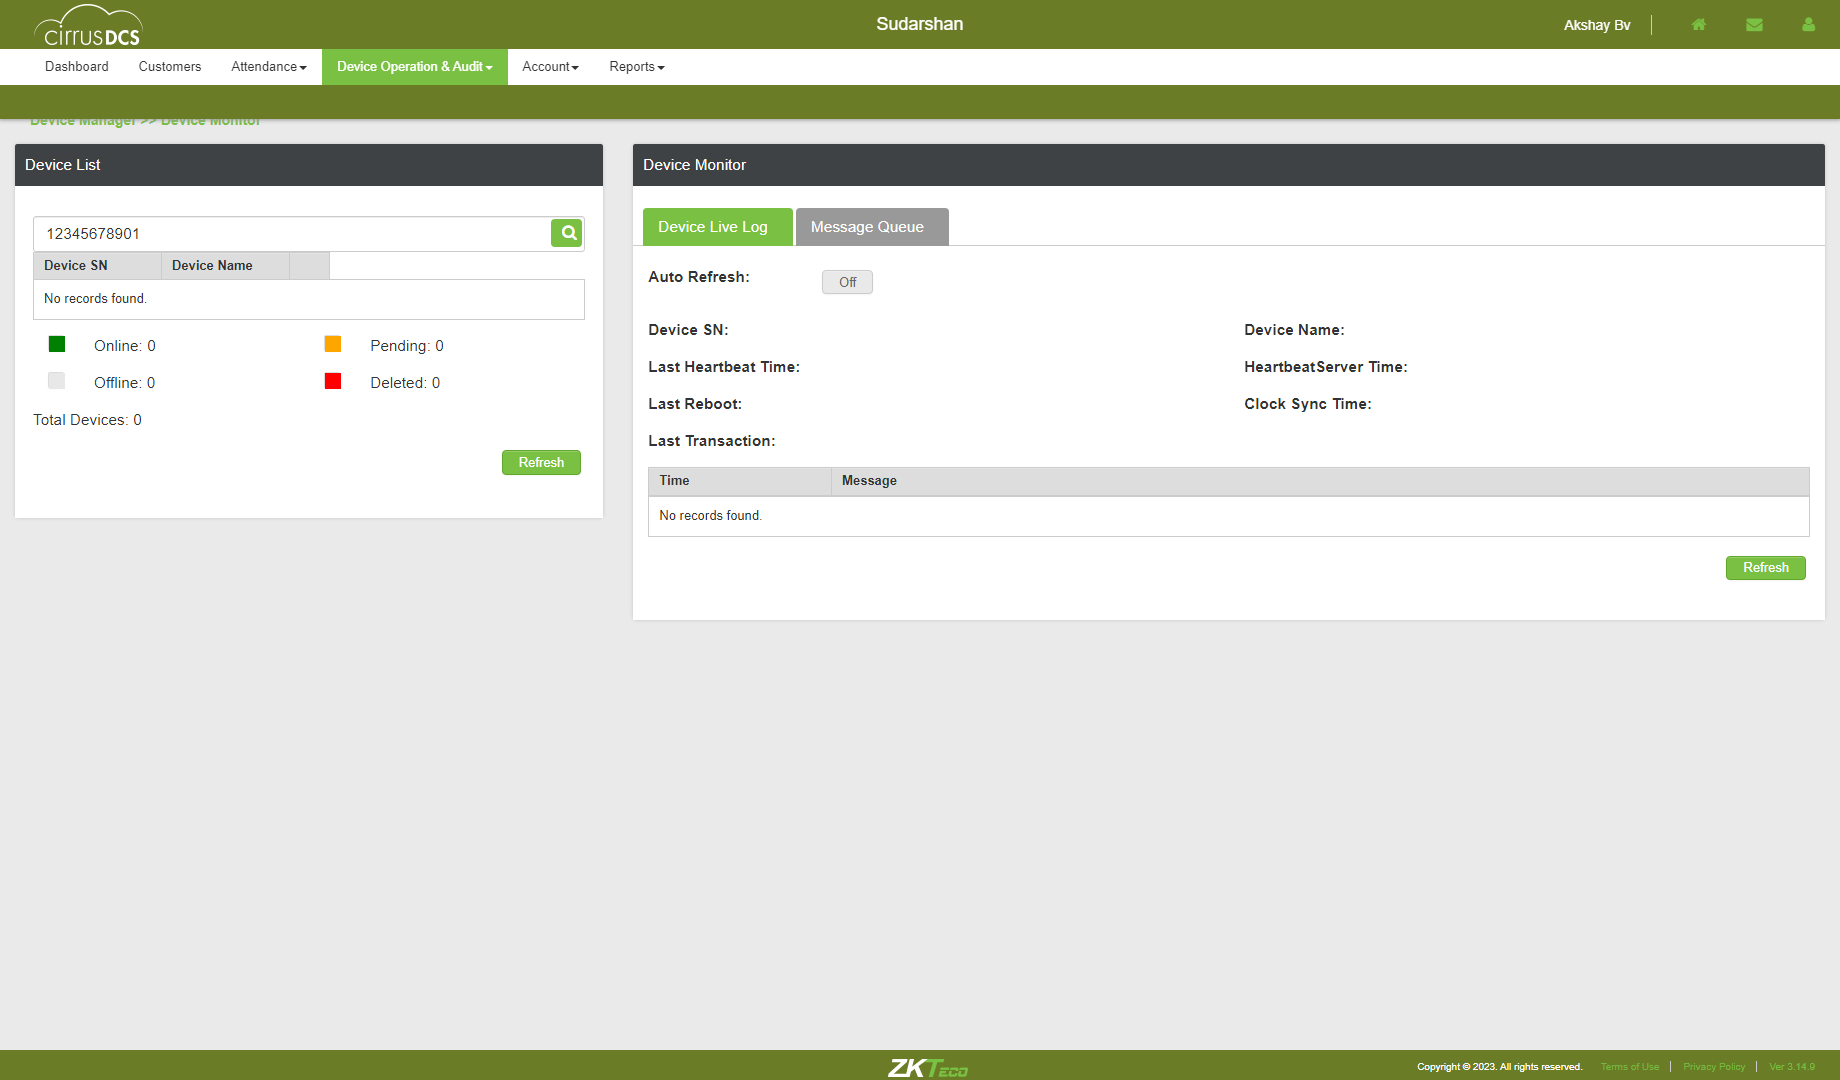 cirrusDCS
Sudarshan
Akshay Bv
Dashboard Customers Attendance Device Operation & Audit Account Reports
Device Manager >> Device Monitor
Device List
12345678901
Device SN Device Name
No records found.
Online: 0 Pending: 0
Offline: 0 Deleted: 0
Total Devices: 0
Refresh
Device Monitor
Device Live Log Message Queue
Auto Refresh: Off
Device SN: Device Name:
Last Heartbeat Time: HeartbeatServer Time:
Last Reboot: Clock Sync Time:
Last Transaction:
Time Message
No records found.
Refresh
ZKTeco
Copyright © 2023. All rights reserved. Terms of Use | Privacy Policy | Ver 3.14.9